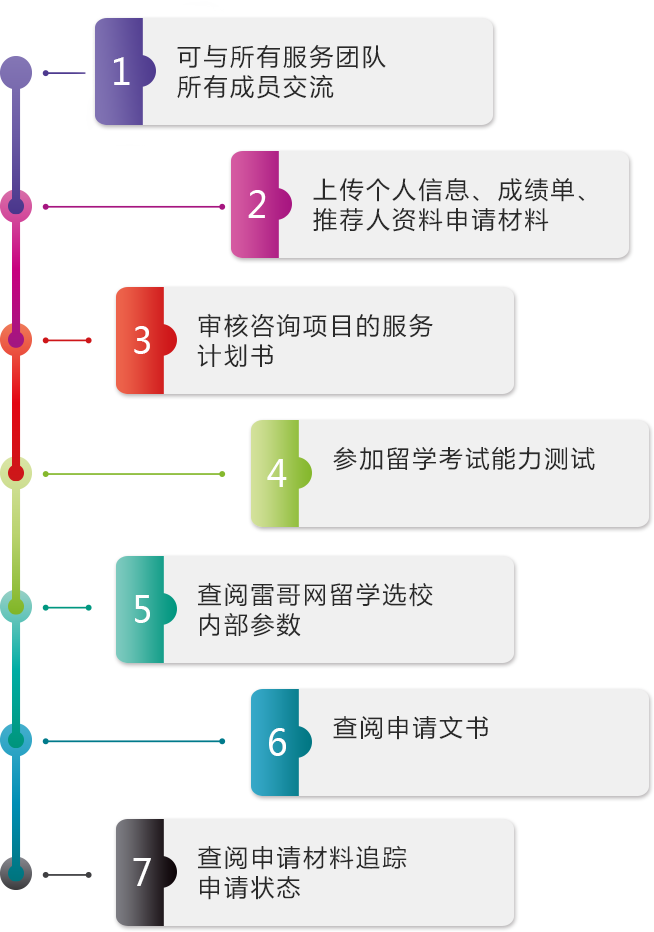 1
可与所有服务团队
所有成员交流
2
上传个人信息、成绩单、
推荐人资料申请材料
3
审核咨询项目的服务
计划书
4
参加留学考试能力测试
5
查阅雷哥网留学选校
内部参数
6
查阅申请文书
7
查阅申请材料追踪
申请状态